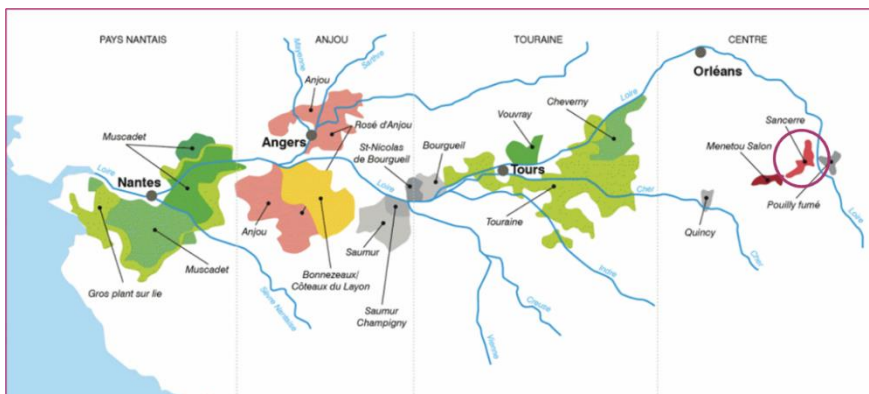 PAYS NANTAIS
ANJOU
TOURAINE
CENTRE
Mayenne
Sarthe
Orléans
Anjou
Loire
Cheverny
Muscadet
Rosé d'Anjou
Vouvray
Sancerre
Angers
St-Nicolas
de Bourgueil
Bourgueil
Menetou Salon
Loire
Nantes
Loire
Tours
Cher
Pouilly fumé
Anjou
Touraine
Quincy
Loire
Saumur
Muscadet
Bonnezeaux/
Côteaux du Layon
Indre
Cher
Gros plant sur lie
Sèvre Nantaise
Saumur
Champigny
Creuse
Vienne